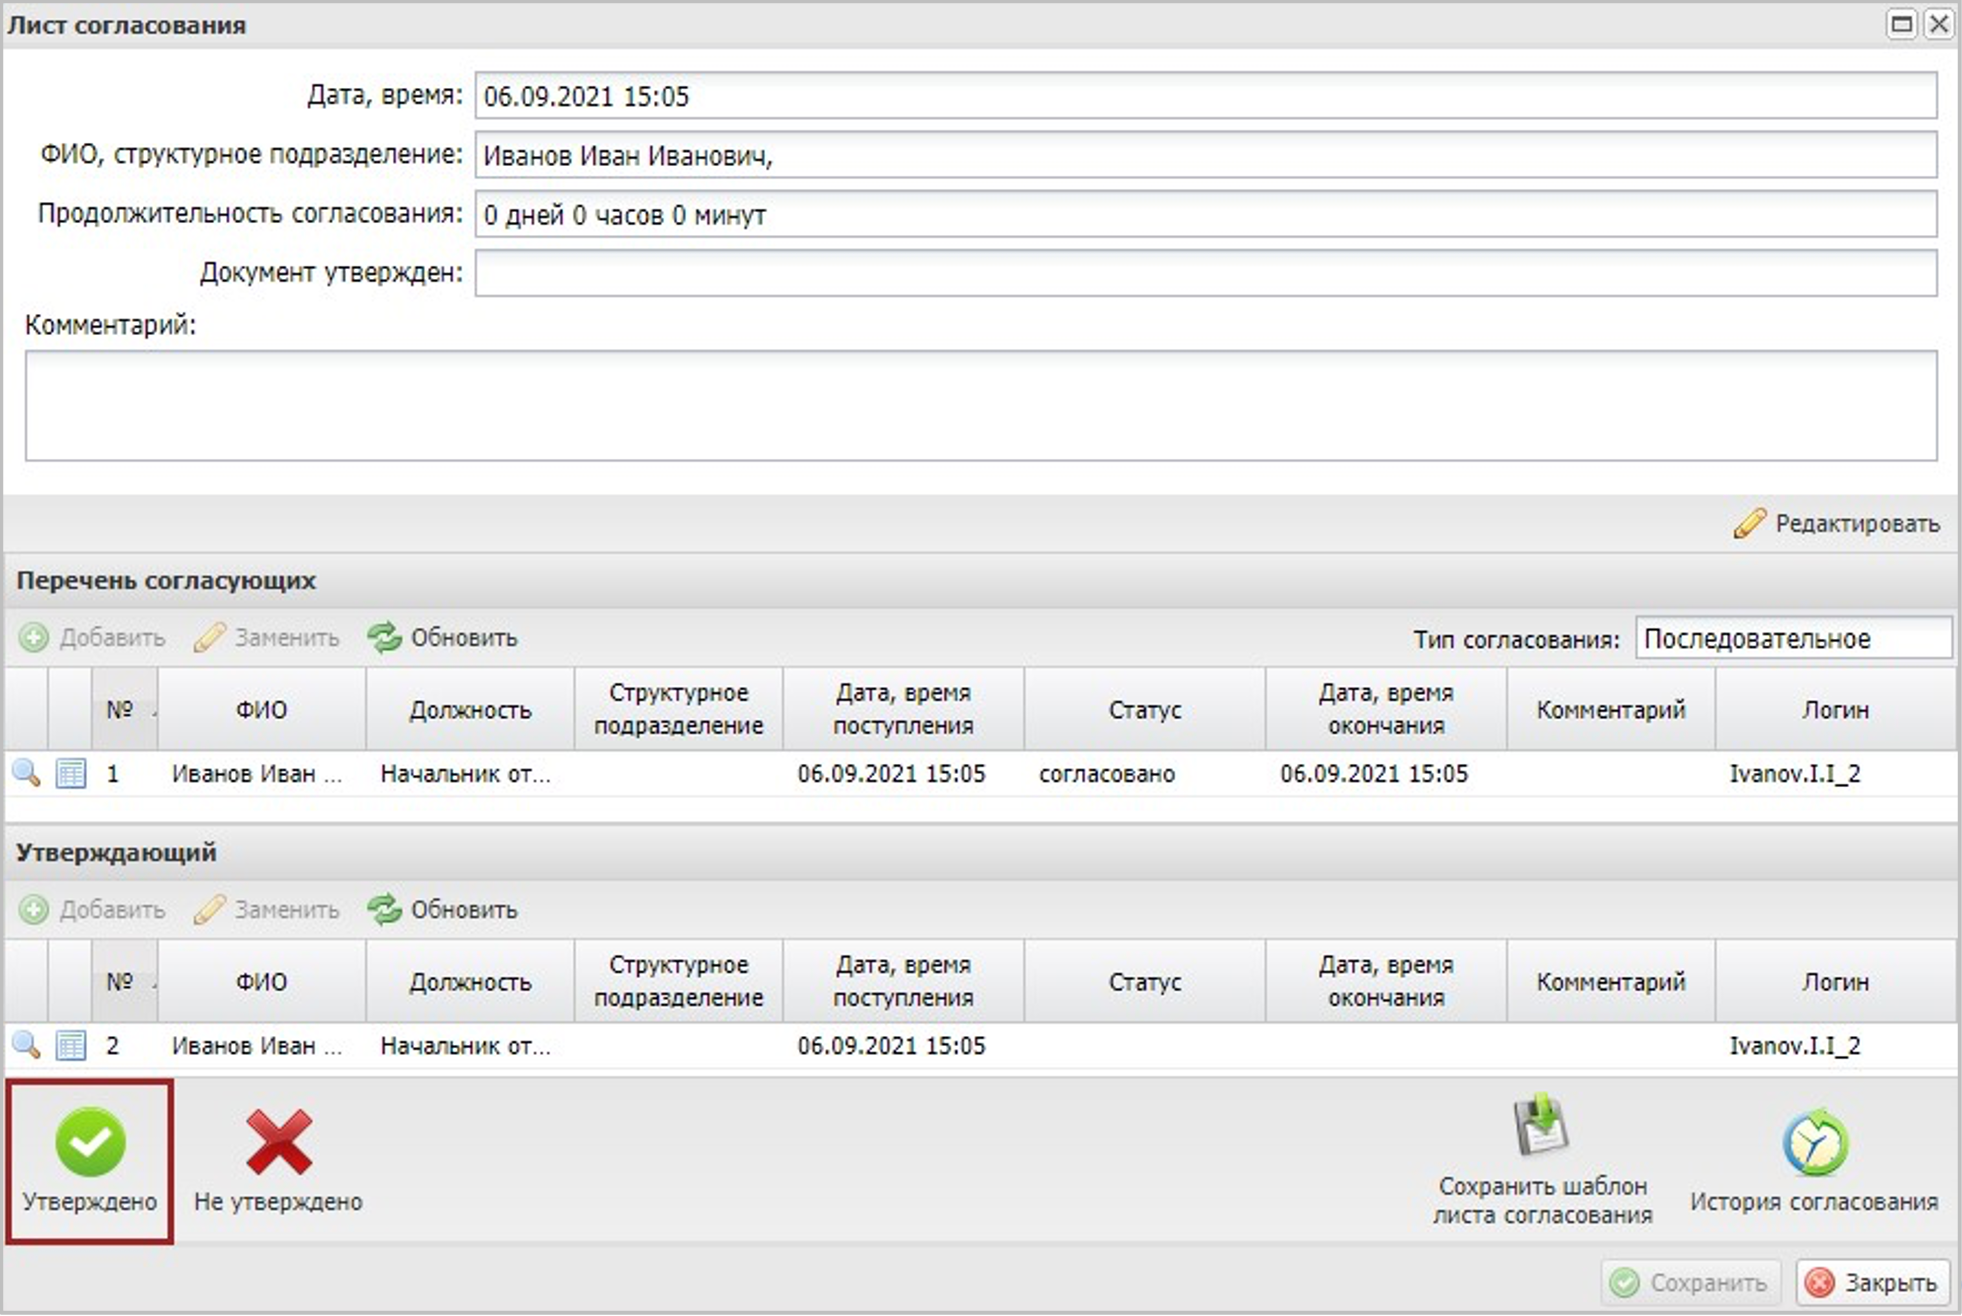 Лист согласования
Дата, время: 06.09.2021 15:05
ФИО, структурное подразделение: Иванов Иван Иванович,
Продолжительность согласования: 0 дней 0 часов 0 минут
Документ утвержден:
Комментарий:
Редактировать
Перечень согласующих
Добавить Заменить Обновить Тип согласования: Последовательное
№ ФИО Должность Структурное подразделение Дата, время поступления Статус Дата, время окончания Комментарий Логин
1 Иванов Иван ... Начальник от... 06.09.2021 15:05 согласовано 06.09.2021 15:05 Ivanov.I.I_2
Утверждающий
Добавить Заменить Обновить
№ ФИО Должность Структурное подразделение Дата, время поступления Статус Дата, время окончания Комментарий Логин
2 Иванов Иван ... Начальник от... 06.09.2021 15:05 Ivanov.I.I_2
Утверждено Не утверждено Сохранить шаблон листа согласования История согласования
Сохранить Закрыть